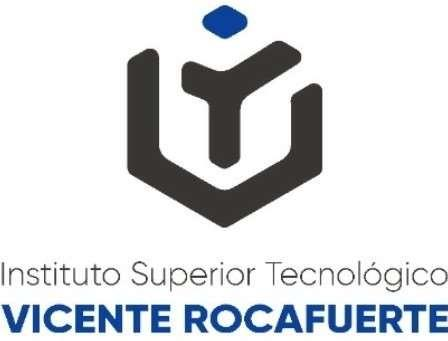 Instituto Superior Tecnológico
VICENTE ROCAFUERTE